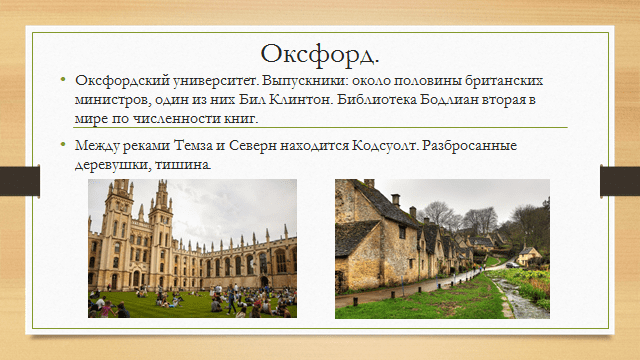 Оксфорд.
Оксфордский университет. Выпускники: около половины британских
министров, один из них Бил Клинтон. Библиотека Бодлиан вторая в
мире по численности книг.
Между реками Темза и Северн находится Кодсуолт. Разбросанные
деревушки, тишина.